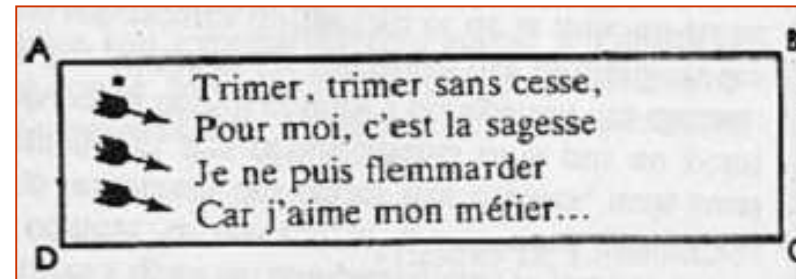 A B
Trimer, trimer sans cesse,
Pour moi, c'est la sagesse
Je ne puis flemmarder
Car j'aime mon métier...
D C